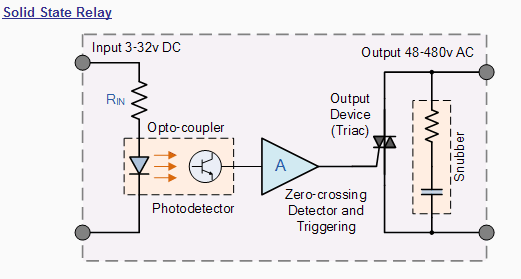 Solid State Relay
Input 3-32v DC
Output 48-480v AC
RIN
Output
Device
(Triac)
Opto-coupler
A
Snubber
Photodetector
Zero-crossing
Detector and
Triggering